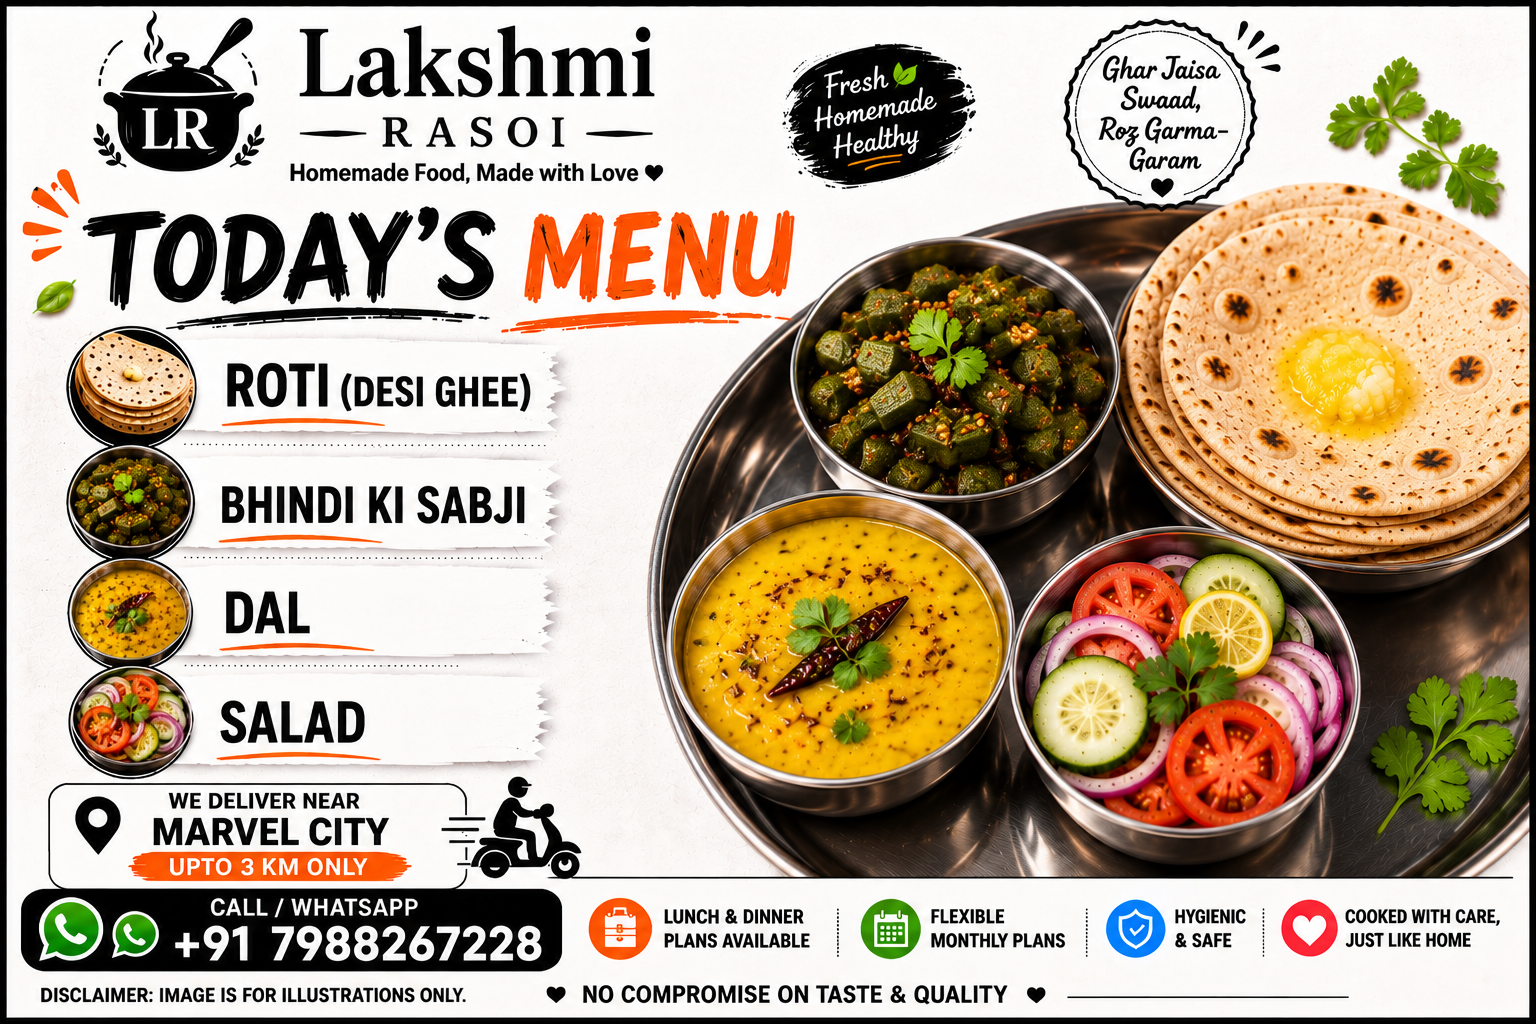 LR
Lakshmi
RASOI
Homemade Food, Made with Love
Fresh
Homemade
Healthy
Ghar Jaisa
Swaad,
Roz Garma-
Garam
TODAY'S MENU
ROTI (DESI GHEE)
BHINDI KI SABJI
DAL
SALAD
WE DELIVER NEAR
MARVEL CITY
UPTO 3 KM ONLY
CALL / WHATSAPP
+91 7988267228
LUNCH & DINNER
PLANS AVAILABLE
FLEXIBLE
MONTHLY PLANS
HYGIENIC
& SAFE
COOKED WITH CARE,
JUST LIKE HOME
DISCLAIMER: IMAGE IS FOR ILLUSTRATIONS ONLY.
NO COMPROMISE ON TASTE & QUALITY